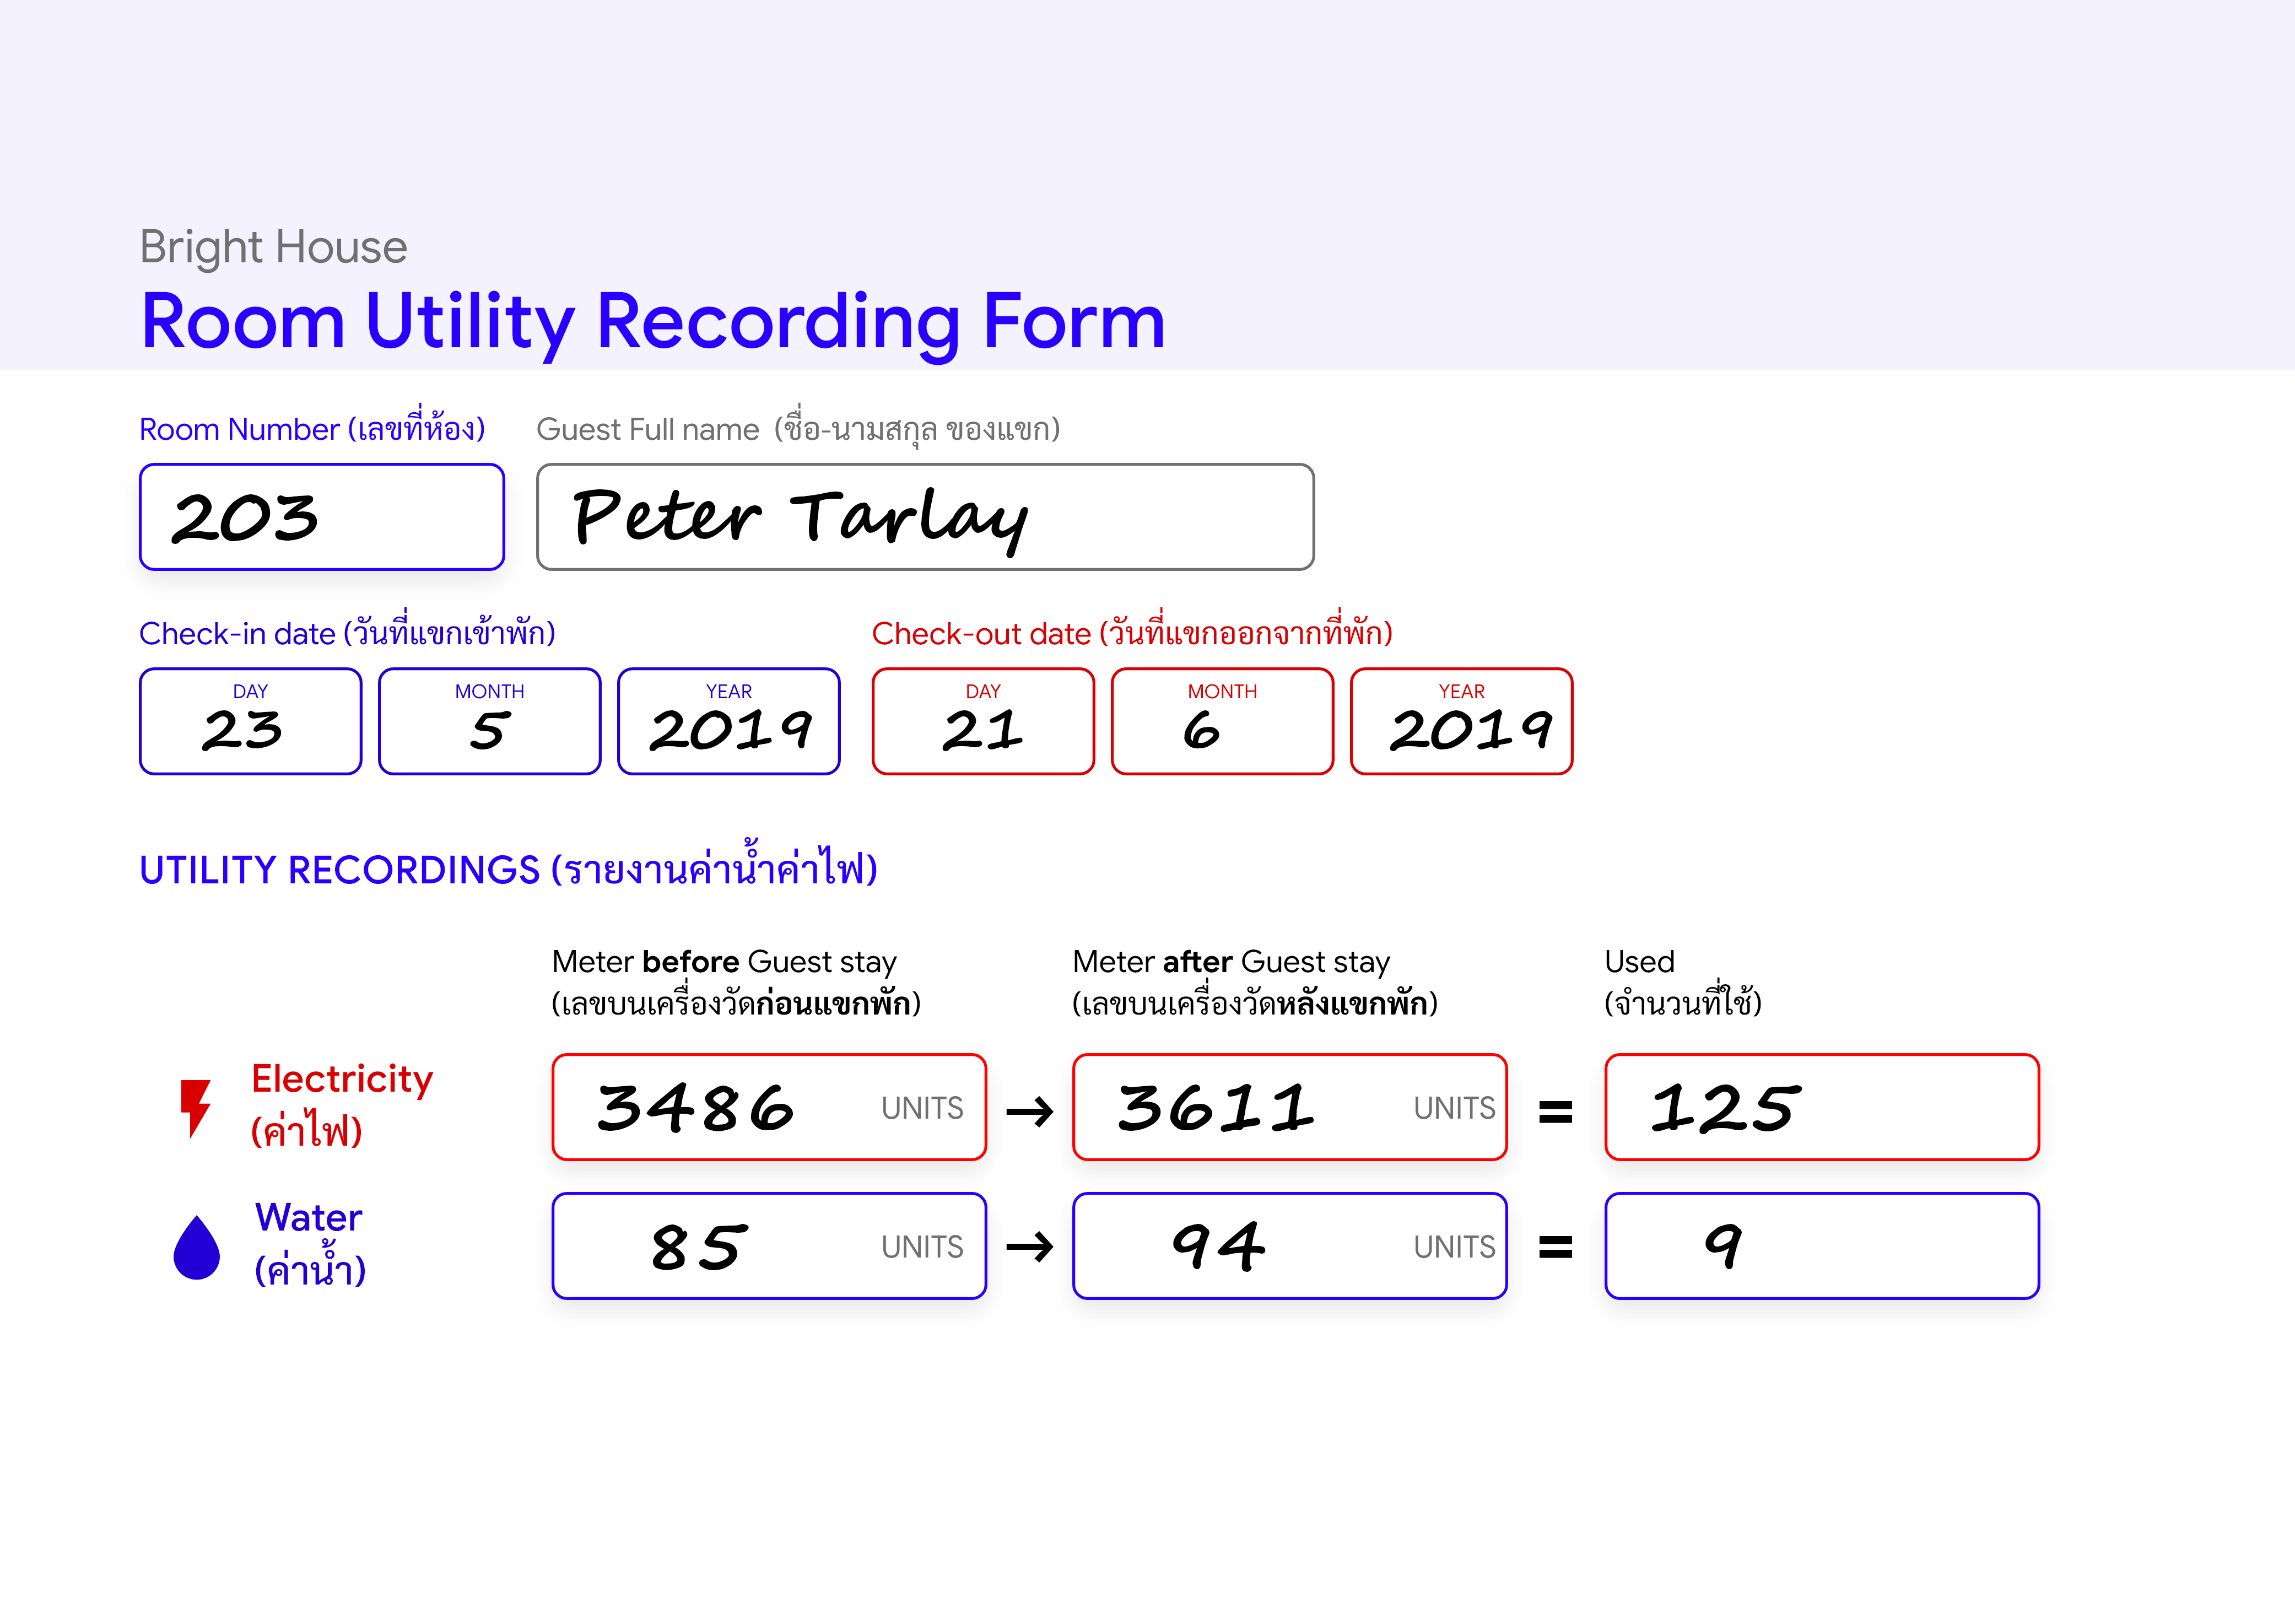 Bright House
Room Utility Recording Form
Room Number (เลขที่ห้อง) Guest Full name (ชื่อ-นามสกุล ของแขก)
203 Peter Tarlay
Check-in date (วันที่แขกเข้าพัก) Check-out date (วันที่แขกออกจากที่พัก)
DAY MONTH YEAR DAY MONTH YEAR
23 5 2019 21 6 2019
UTILITY RECORDINGS (รายงานค่าน้ำค่าไฟ)
Meter before Guest stay Meter after Guest stay Used
(เลขบนเครื่องวัดก่อนแขกพัก) (เลขบนเครื่องวัดหลังแขกพัก) (จำนวนที่ใช้)
Electricity
(ค่าไฟ)
3486 UNITS → 3611 UNITS = 125
Water
(ค่าน้ำ)
85 UNITS → 94 UNITS = 9